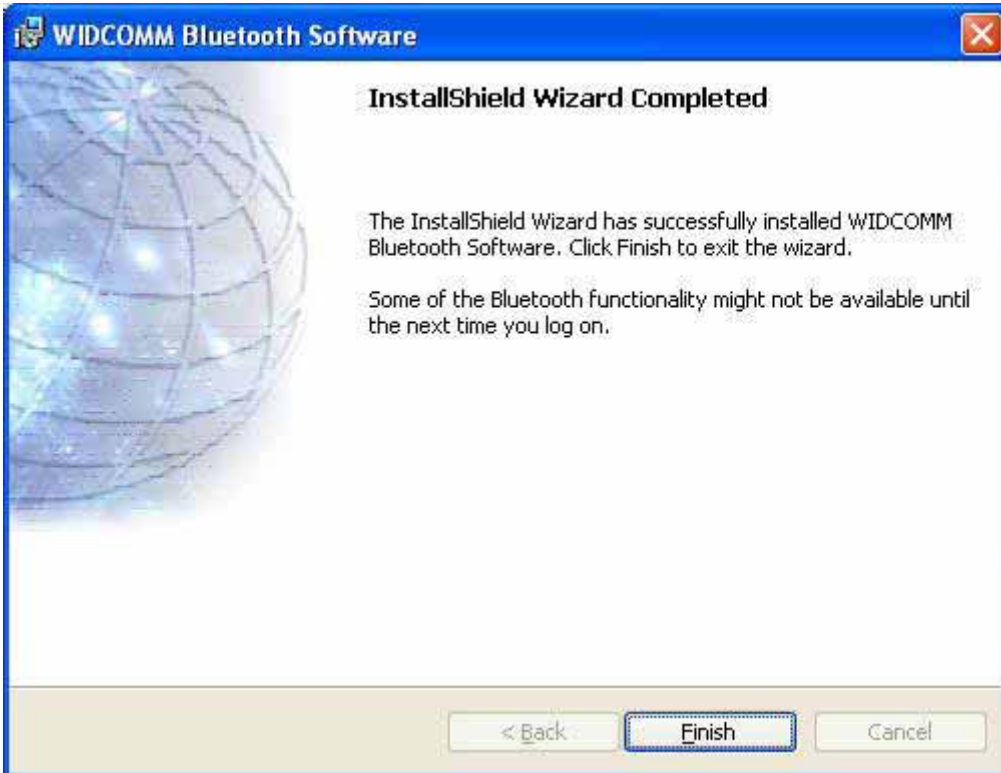 WIDCOMM Bluetooth Software
InstallShield Wizard Completed
The InstallShield Wizard has successfully installed WIDCOMM
Bluetooth Software. Click Finish to exit the wizard.
Some of the Bluetooth functionality might not be available until
the next time you log on.
< Back
Finish
Cancel